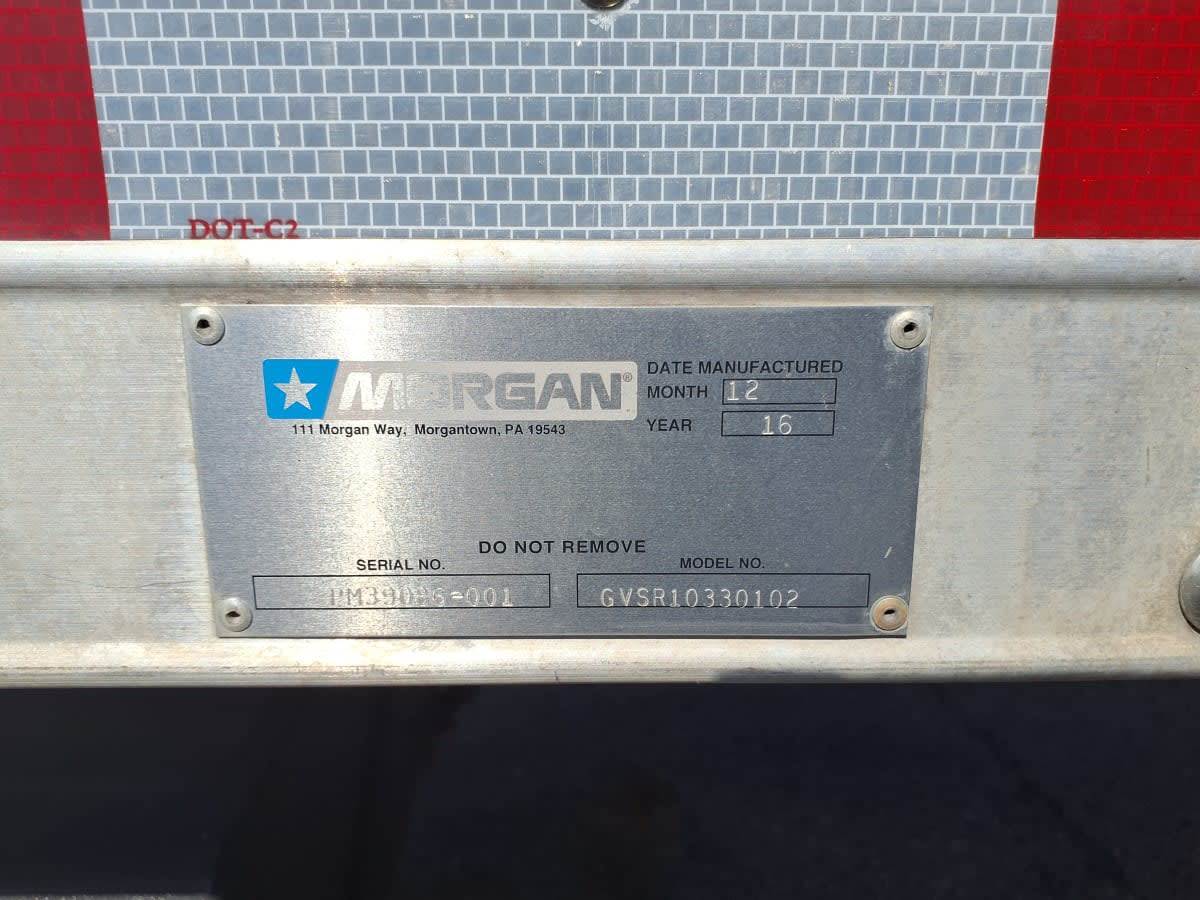 DOT-C2
MORGAN®
111 Morgan Way, Morgantown, PA 19543
DATE MANUFACTURED
MONTH 12
YEAR 16
DO NOT REMOVE
SERIAL NO.
MODEL NO.
GVSR10330102